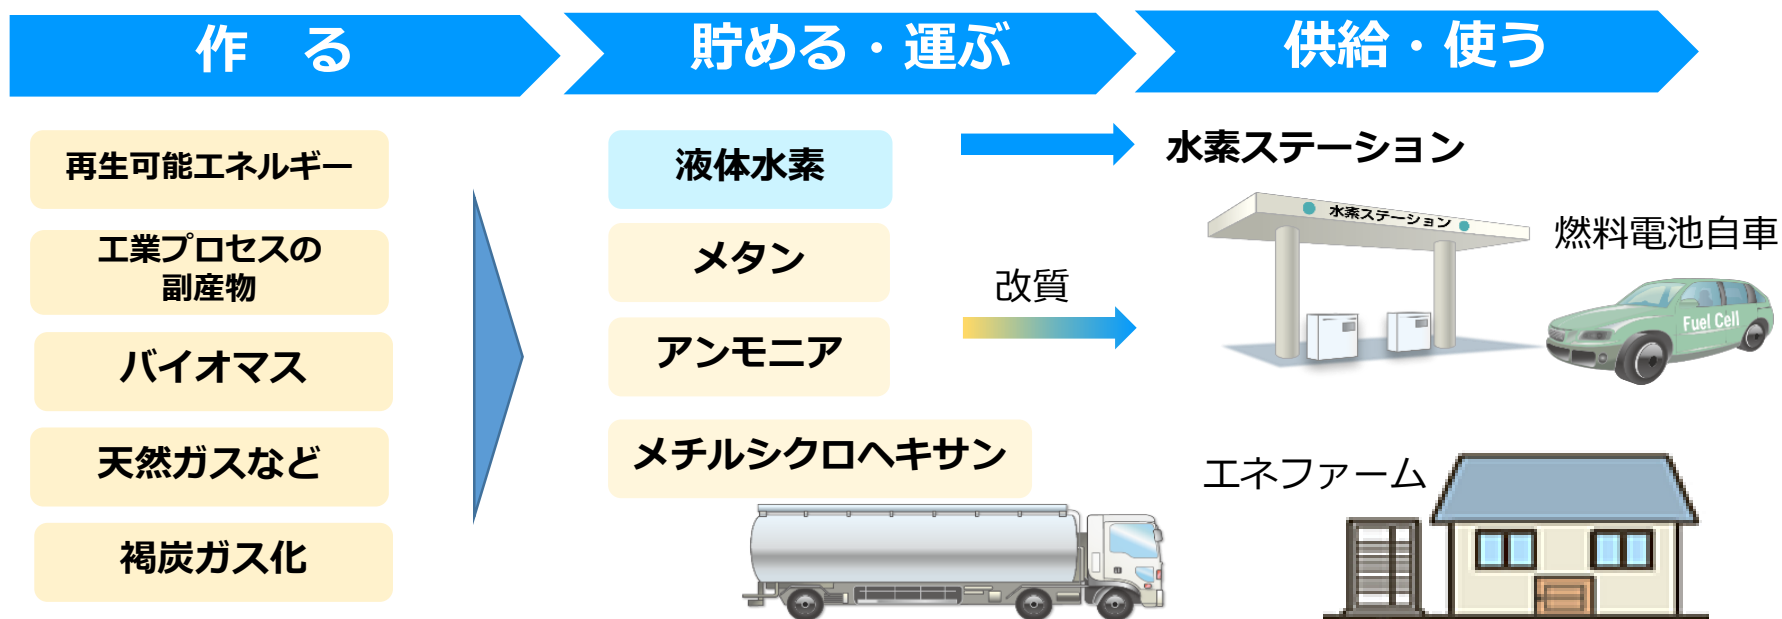 作　る
貯める・運ぶ
供給・使う
再生可能エネルギー
工業プロセスの
副産物
バイオマス
天然ガスなど
褐炭ガス化
液体水素
メタン
アンモニア
メチルシクロヘキサン
改質
水素ステーション
水素ステーション
燃料電池自車
Fuel Cell
エネファーム